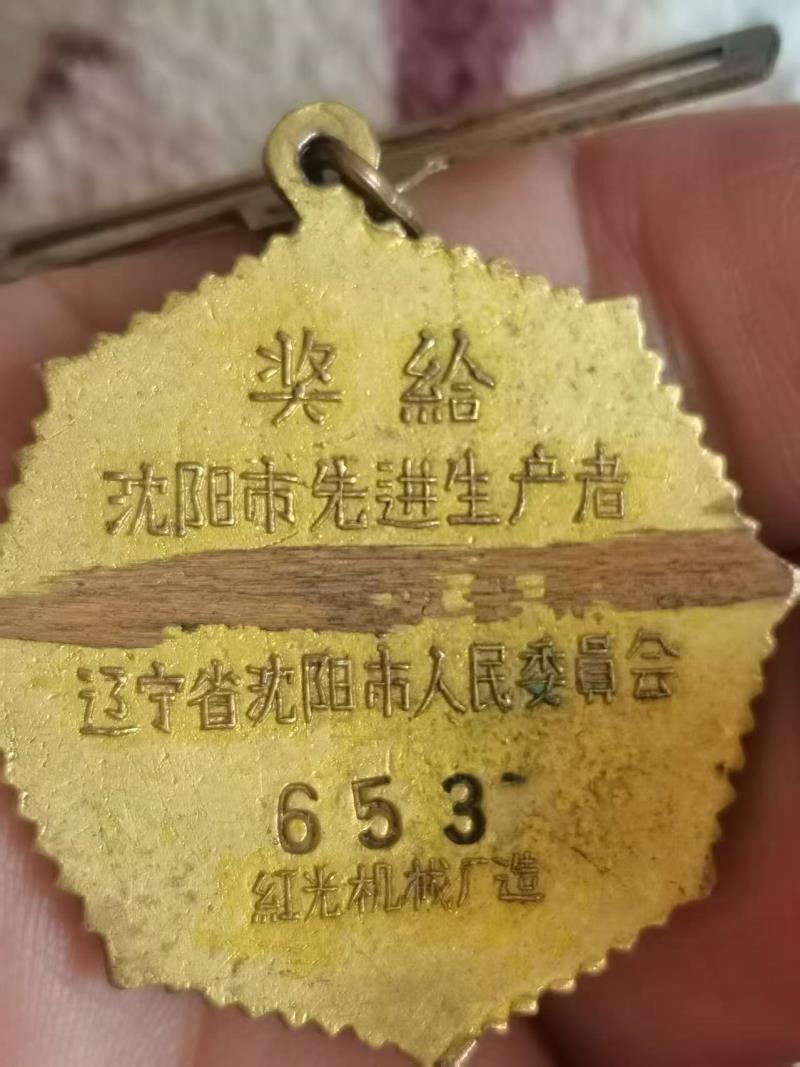 奖給
沈阳市先进生产者
辽宁省沈阳市人民委員会
653
紅光机械厂造